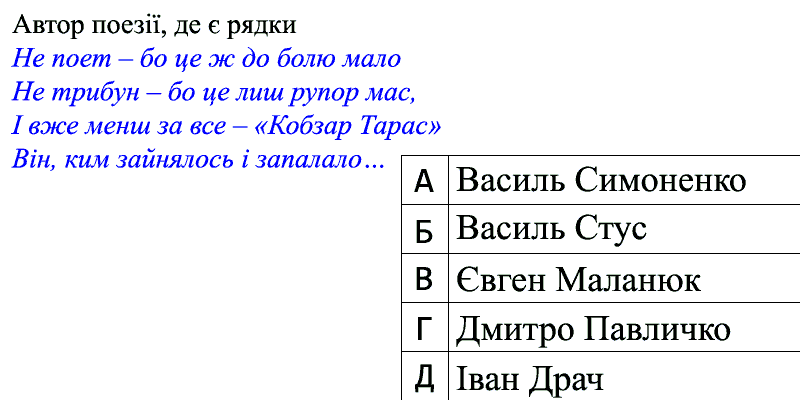 Автор поезії, де є рядки
Не поет – бо це ж до болю мало
Не трибун – бо це лиш рупор мас,
І вже менш за все – «Кобзар Тарас»
Він, ким зайнялось і запалало…
А Василь Симоненко
Б Василь Стус
В Євген Маланюк
Г Дмитро Павличко
Д Іван Драч